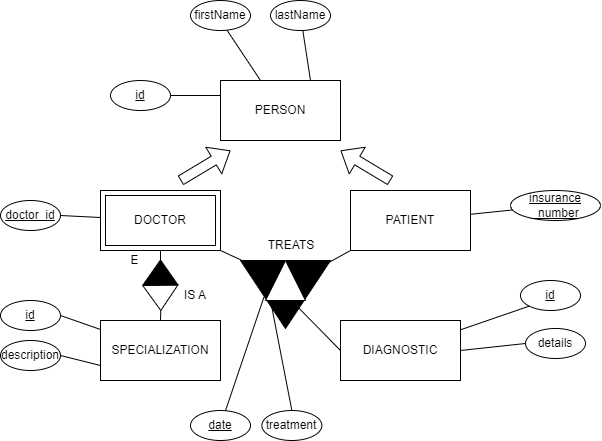 firstName
lastName
id
PERSON
doctor_id
DOCTOR
PATIENT
insurance
number
TREATS
E
IS A
id
description
SPECIALIZATION
DIAGNOSTIC
id
details
date
treatment